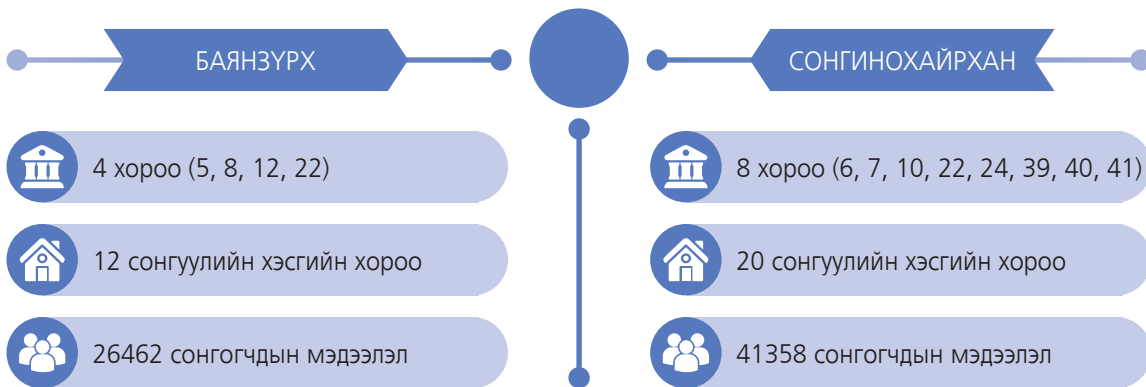 БАЯНЗҮРХ
4 хороо (5, 8, 12, 22)
12 сонгуулийн хэсгийн хороо
26462 сонгогчдын мэдээлэл
СОНГИНОХАЙРХАН
8 хороо (6, 7, 10, 22, 24, 39, 40, 41)
20 сонгуулийн хэсгийн хороо
41358 сонгогчдын мэдээлэл